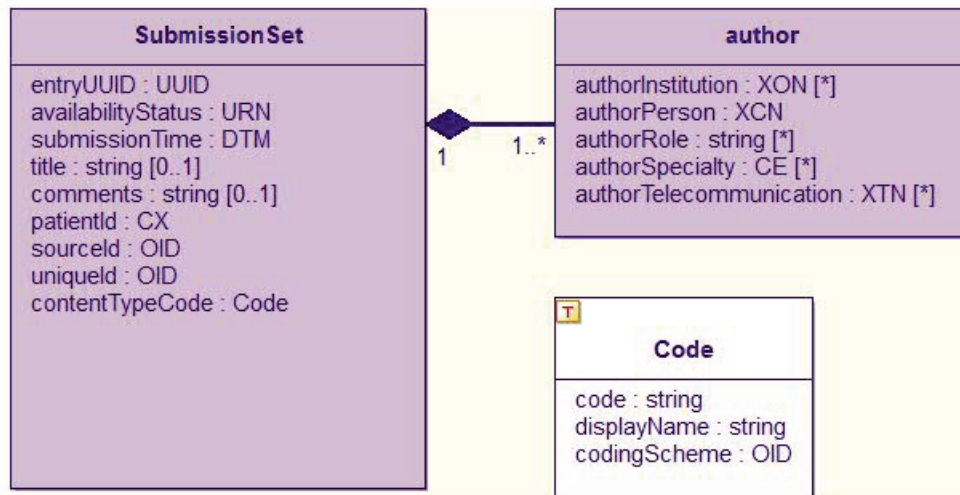 SubmissionSet
entryUUID : UUID
availabilityStatus : URN
submissionTime : DTM
title : string [0..1]
comments : string [0..1]
patientId : CX
sourceId : OID
uniqueId : OID
contentTypeCode : Code
1
1..*
author
authorInstitution : XON [*]
authorPerson : XCN
authorRole : string [*]
authorSpecialty : CE [*]
authorTelecommunication : XTN [*]
T
Code
code : string
displayName : string
codingScheme : OID